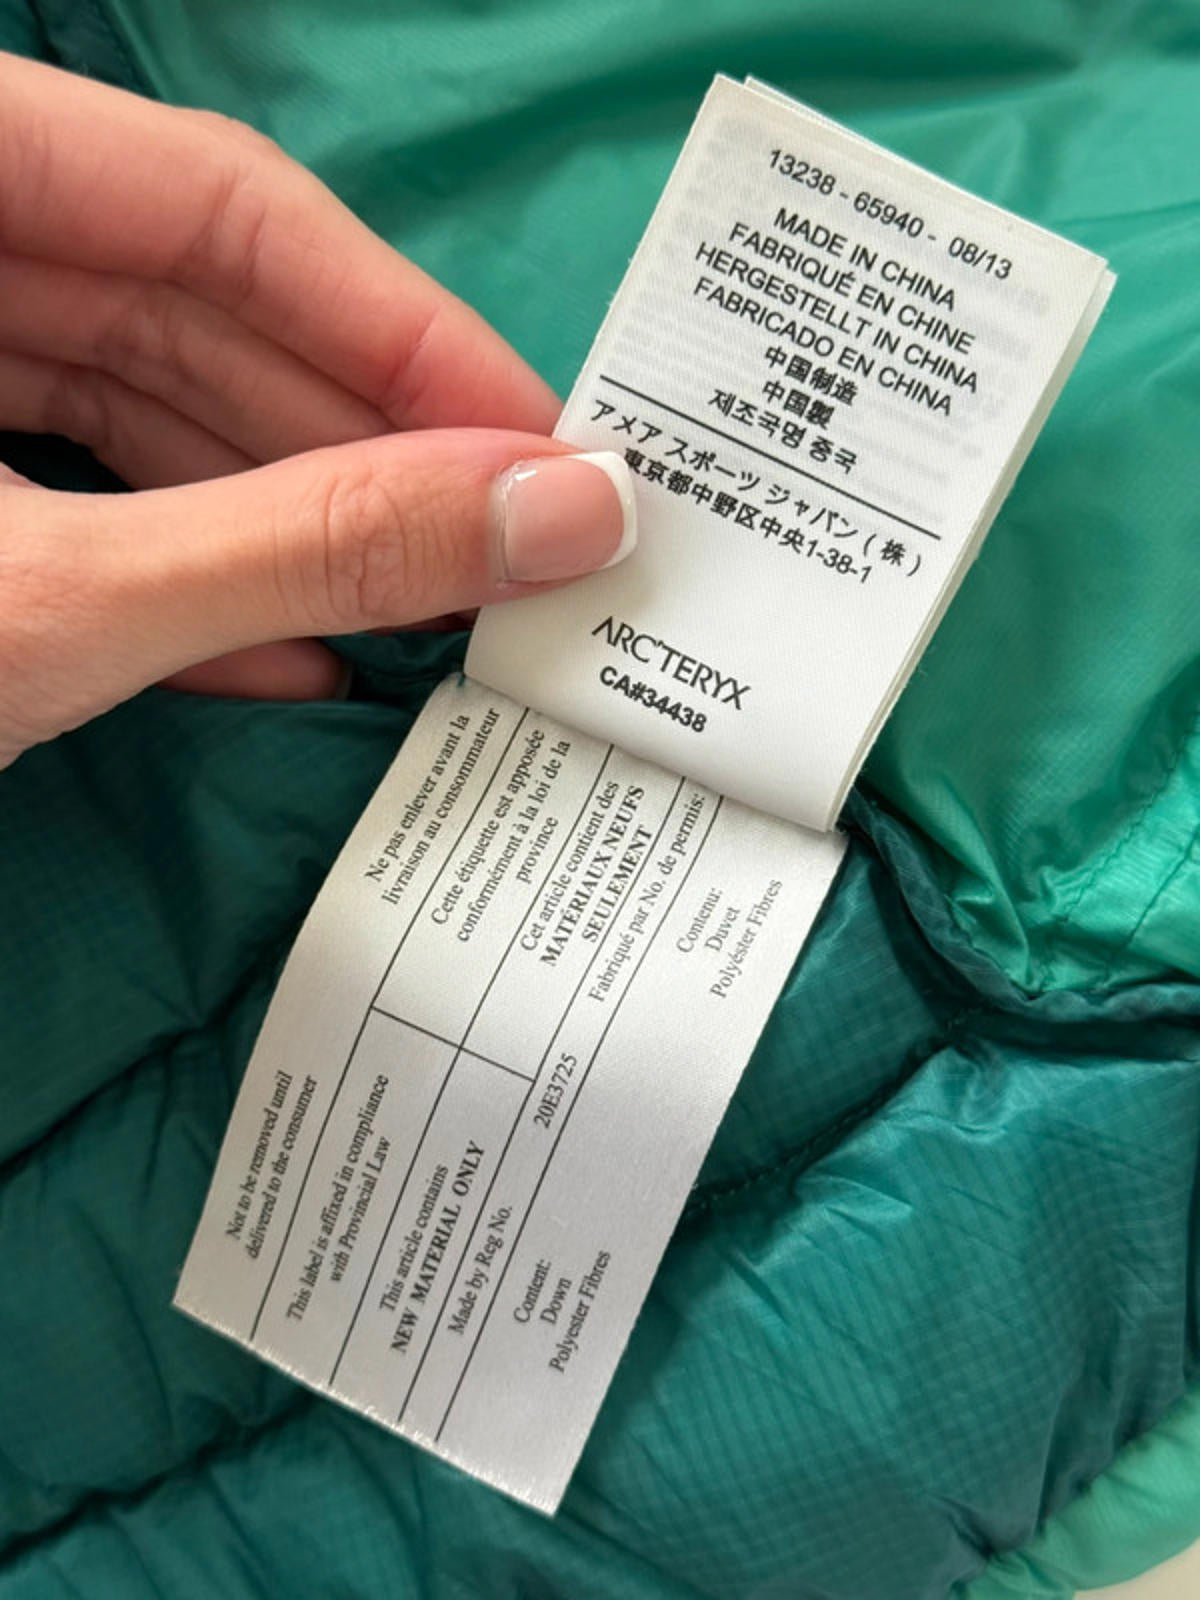 13238 - 65940 - 08/13
MADE IN CHINA
FABRIQUÉ EN CHINE
HERGESTELLT IN CHINA
FABRICADO EN CHINA
中国制造
中国製
제조국명 중국
アメア スポーツ ジャパン ( 株 )
東京都中野区中央1-38-1
ARC'TERYX
CA#34438
Ne pas enlever avant la
livraison au consommateur
Cette étiquette est apposée
conformément à la loi de la
province
Cet article contient des
MATÉRIAUX NEUFS
SEULEMENT
Fabriqué par No. de permis:
Contenu:
Duvet
Polyéster Fibres
Not to be removed until
delivered to the consumer
This label is affixed in compliance
with Provincial Law
This article contains
NEW MATERIAL ONLY
Made by Reg No.
20E3725
Content:
Down
Polyester Fibres